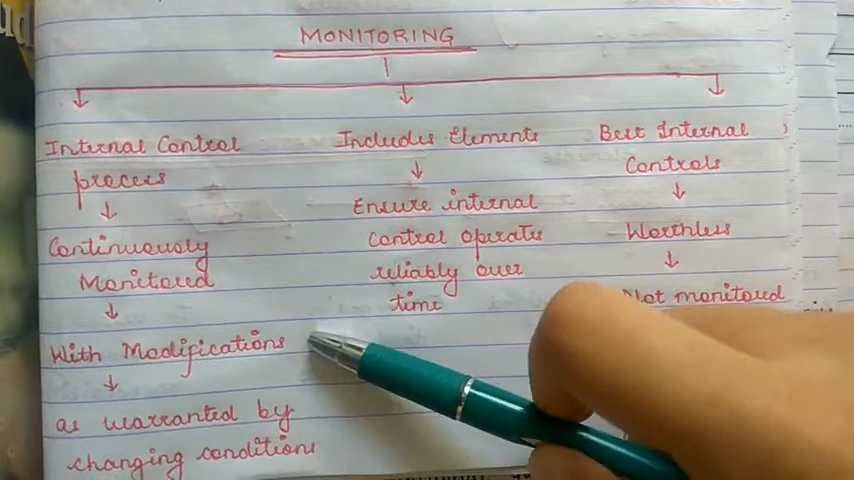 MONITORING
Internal Control
process
Continuously
Monitored
With Modifications
as warranted by
changing conditions
Includes Elements
Ensure internal
Control operate
reliably over
time
Best Internal
Controls
Worthless
Not monitored